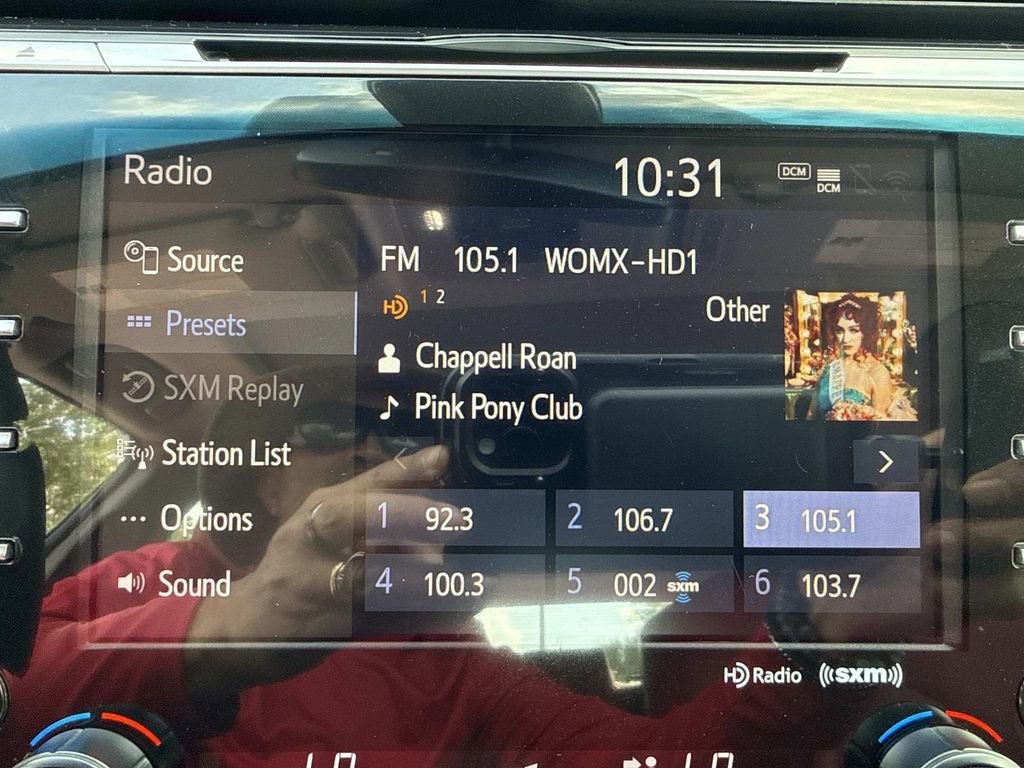 Radio 10:31 DCM DCM
Source
Presets
SXM Replay
Station List
Options
Sound
FM 105.1 WOMX-HD1
HD 1 2
Other
Chappell Roan
Pink Pony Club
1 92.3 2 106.7 3 105.1
4 100.3 5 002 sxm 6 103.7
HD Radio ((sxm))